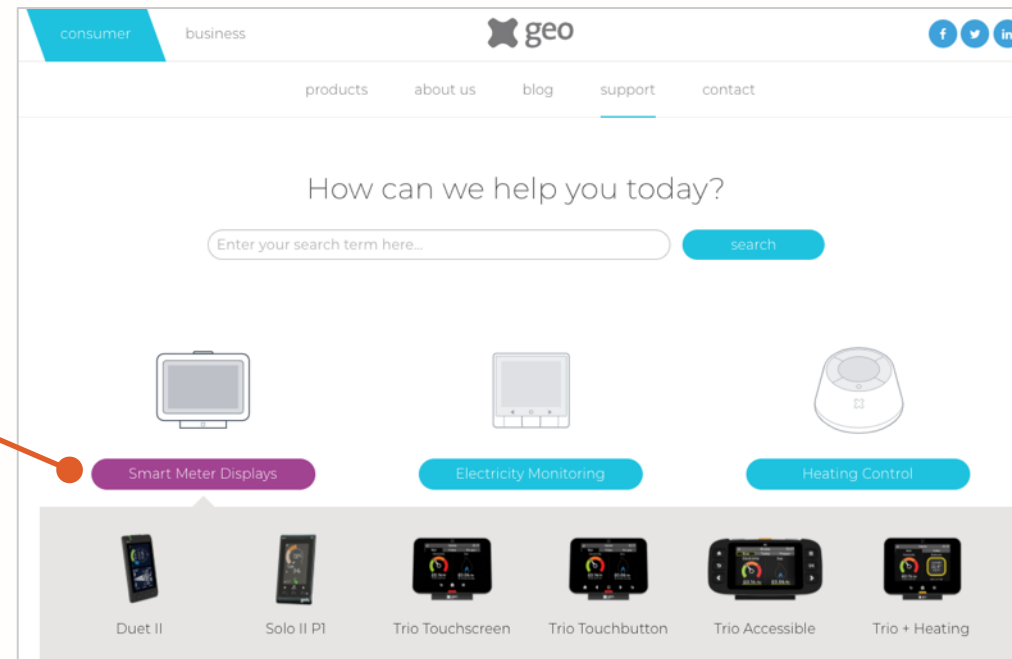 consumer business geo
products about us blog support contact
How can we help you today?
Enter your search term here... search
Smart Meter Displays Electricity Monitoring Heating Control
Duet II Solo II P1 Trio Touchscreen Trio Touchbutton Trio Accessible Trio + Heating